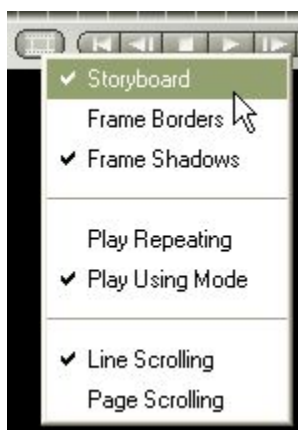 Storyboard
Frame Borders
Frame Shadows
Play Repeating
Play Using Mode
Line Scrolling
Page Scrolling